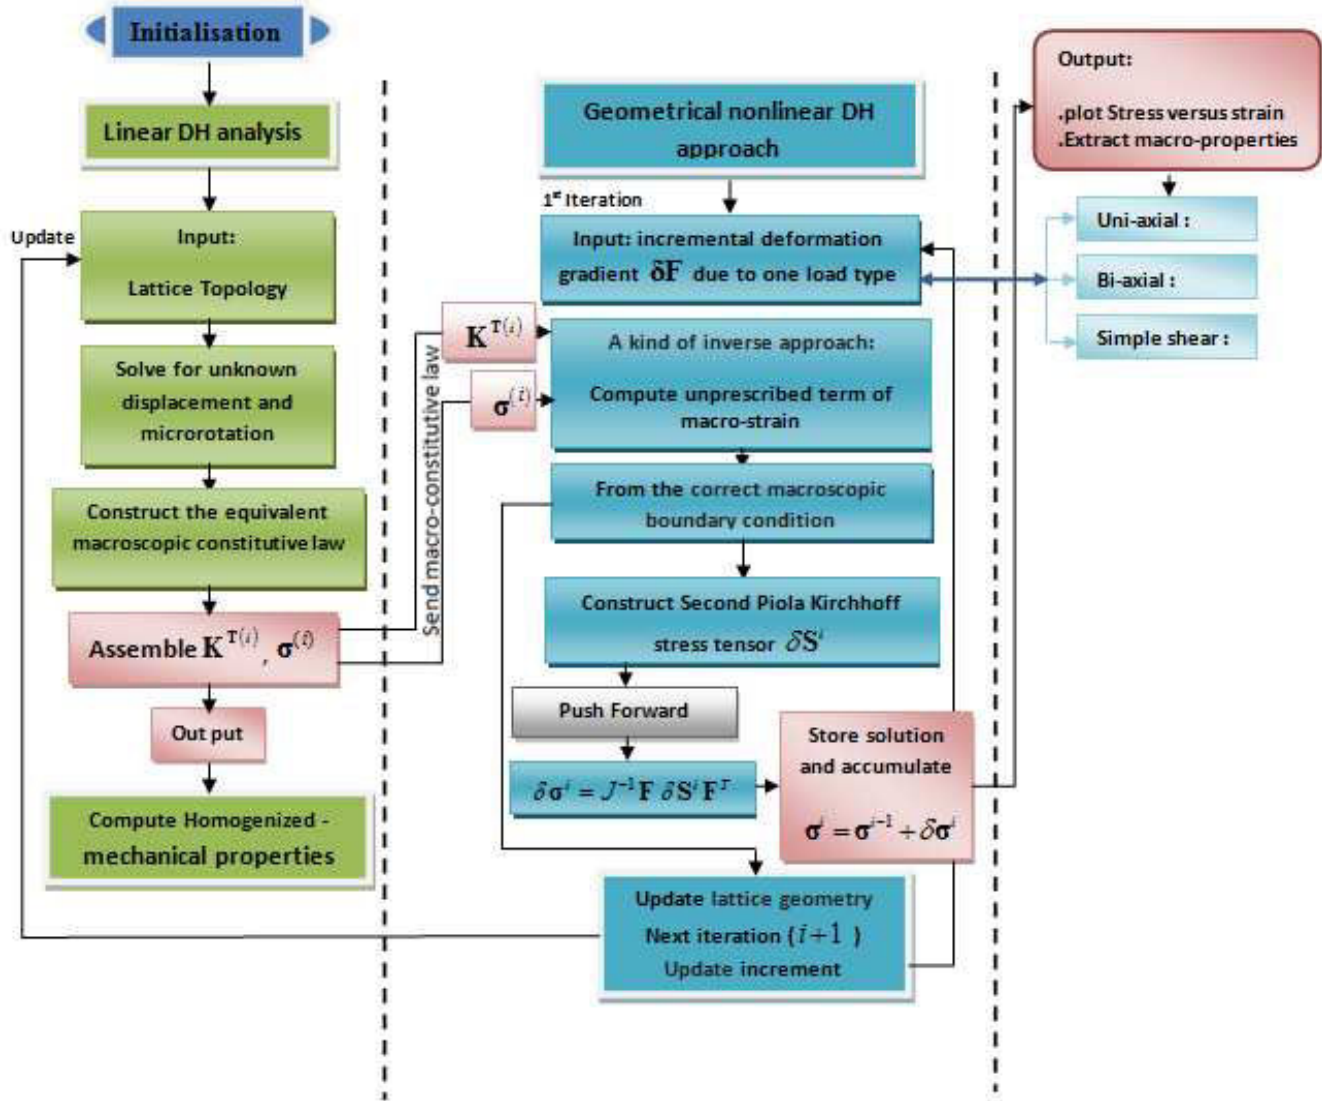 Initialisation
Linear DH analysis
Update
Input:
Lattice Topology
Solve for unknown
displacement and
microrotation
Construct the equivalent
macroscopic constitutive law
Assemble K^T(i), σ^(i)
Out put
Compute Homogenized -
mechanical properties
Send macro-constitutive law
K^T(i)
σ^(i)
Geometrical nonlinear DH
approach
1st Iteration
Input: incremental deformation
gradient δF due to one load type
A kind of inverse approach:
Compute unprescribed term of
macro-strain
From the correct macroscopic
boundary condition
Construct Second Piola Kirchhoff
stress tensor δS^i
Push Forward
δσ^i = J^-1 F δS^i F^T
Store solution
and accumulate
σ^i = σ^i-1 + δσ^i
Update lattice geometry
Next iteration (i+1 )
Update increment
Output:
.plot Stress versus strain
.Extract macro-properties
Uni-axial :
Bi-axial :
Simple shear :